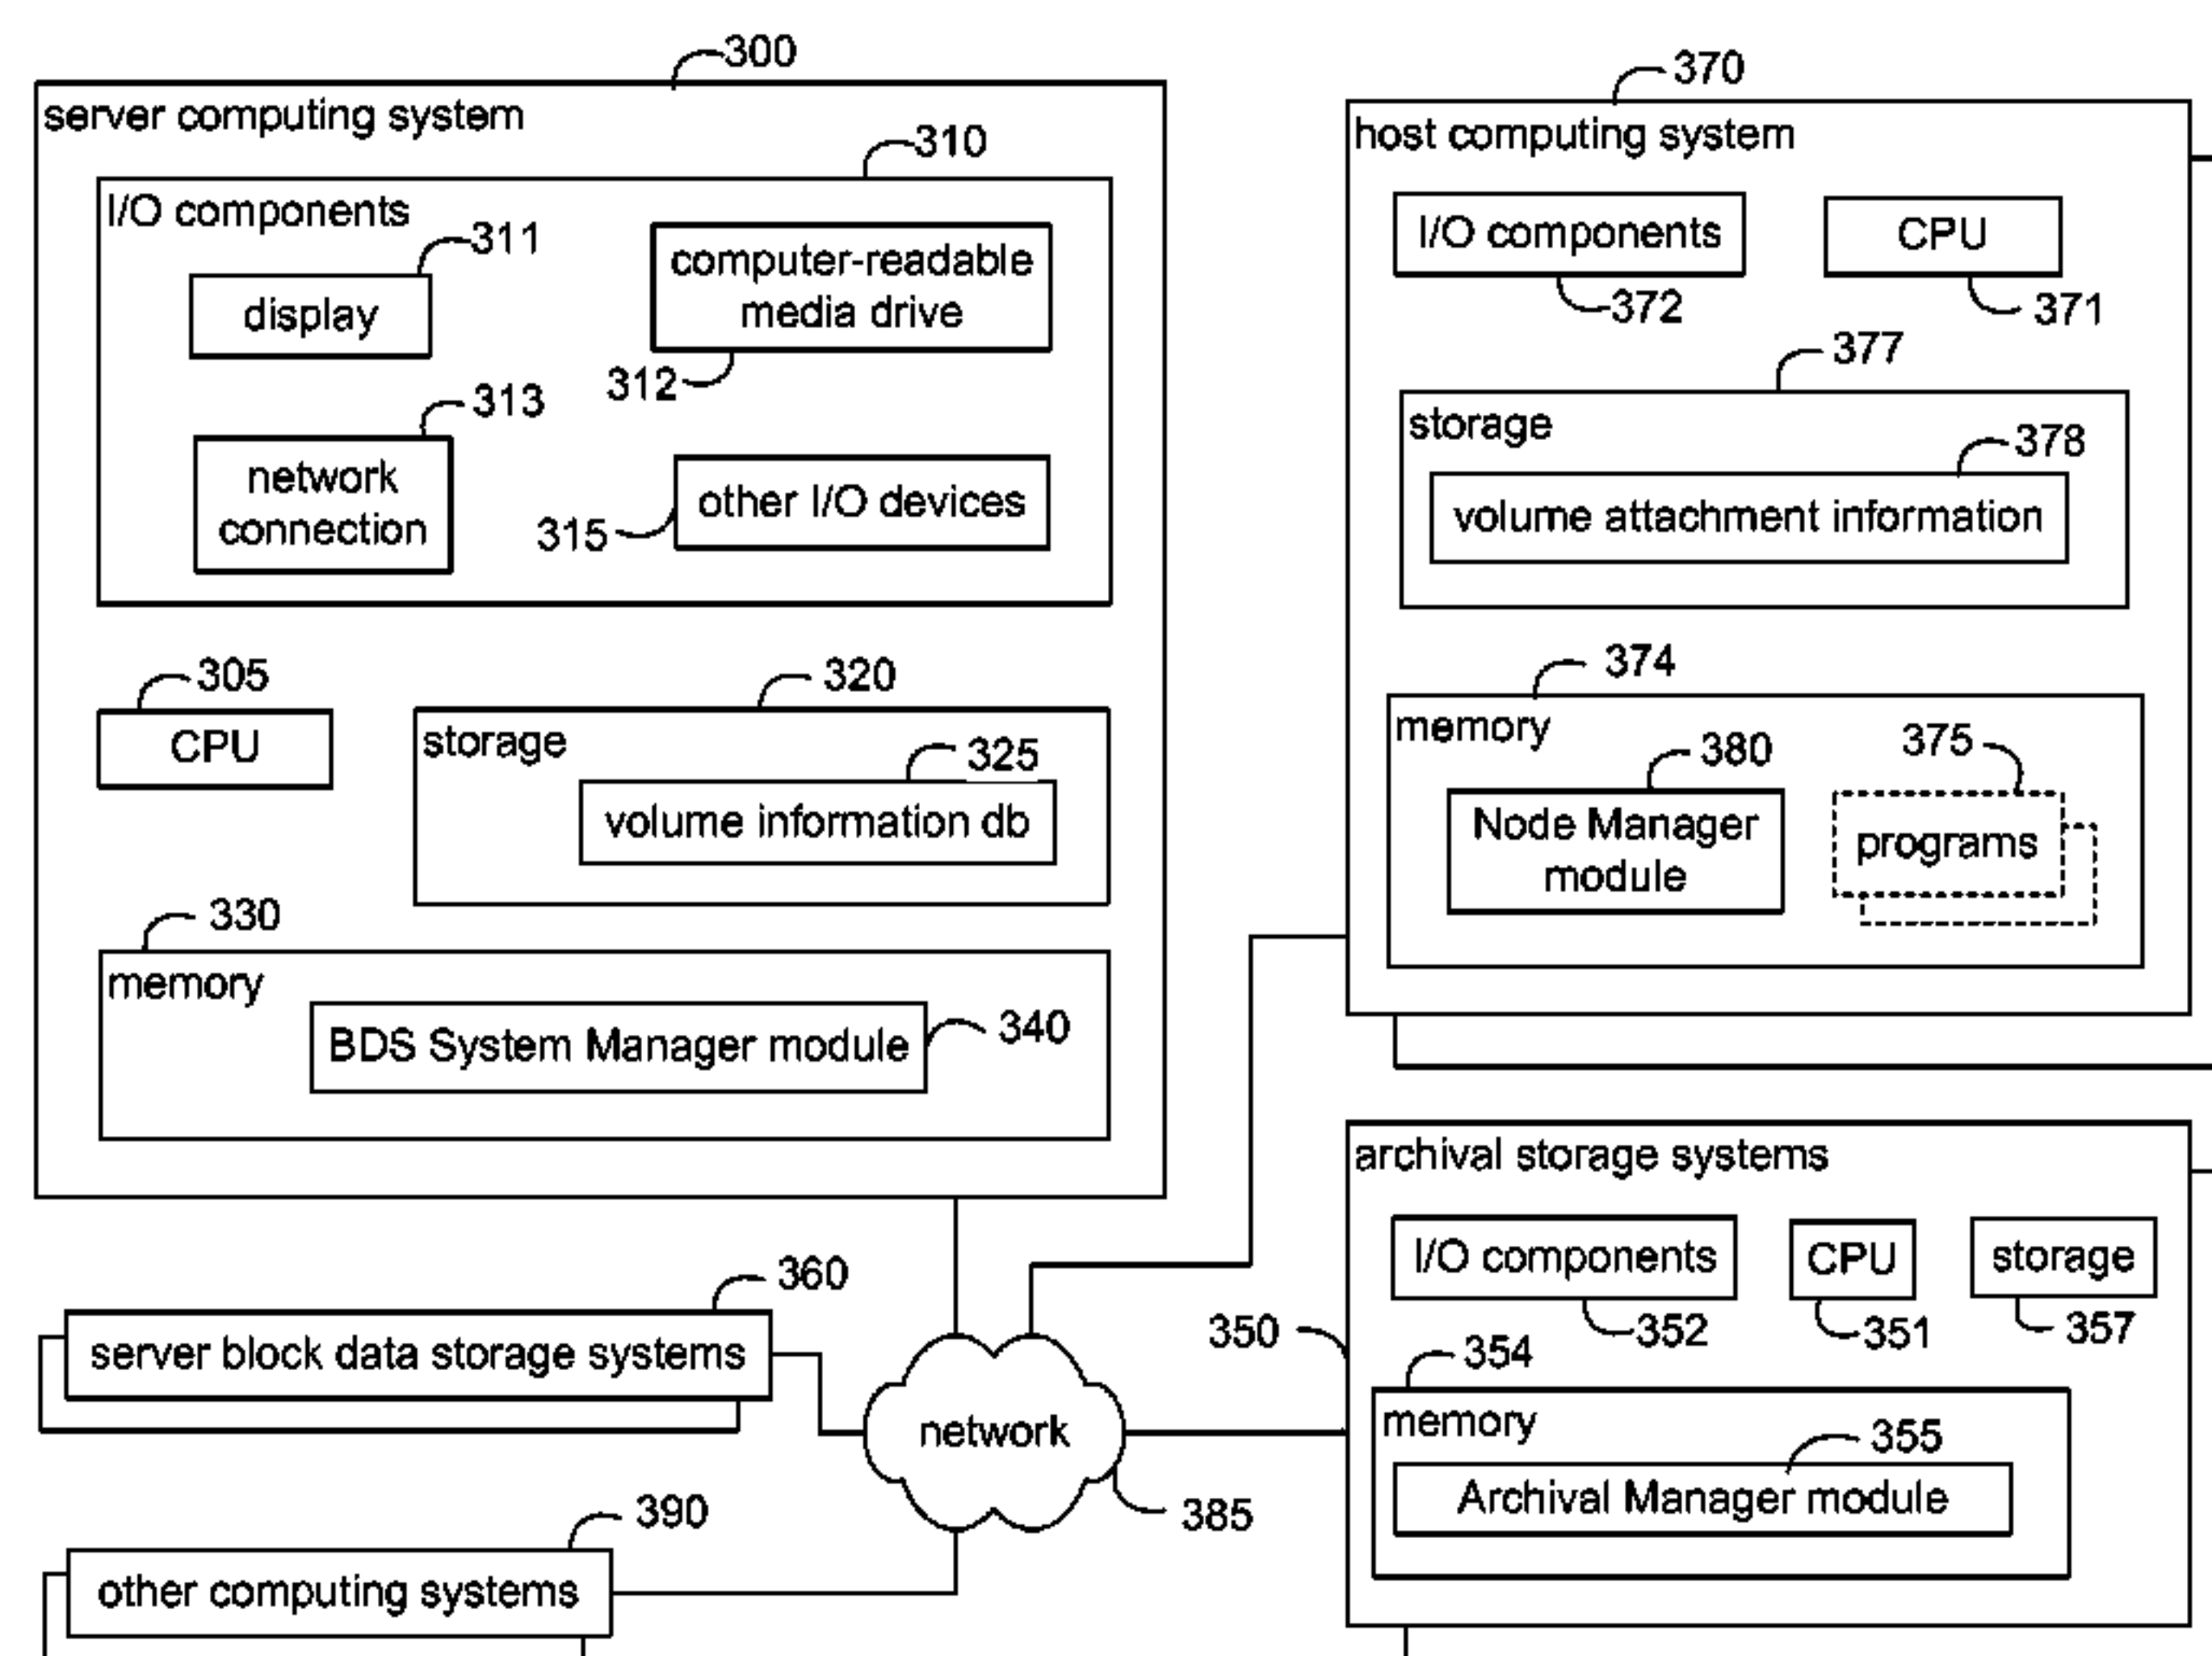 300
server computing system
310
I/O components
311
display
computer-readable
media drive
312
313
network
connection
other I/O devices
315
305
CPU
320
storage
325
volume information db
330
memory
BDS System Manager module
340
370
host computing system
I/O components
372
CPU
371
377
storage
378
volume attachment information
374
memory
380
Node Manager
module
375
programs
360
server block data storage systems
network
385
390
other computing systems
350
archival storage systems
I/O components
352
CPU
351
storage
357
354
memory
355
Archival Manager module